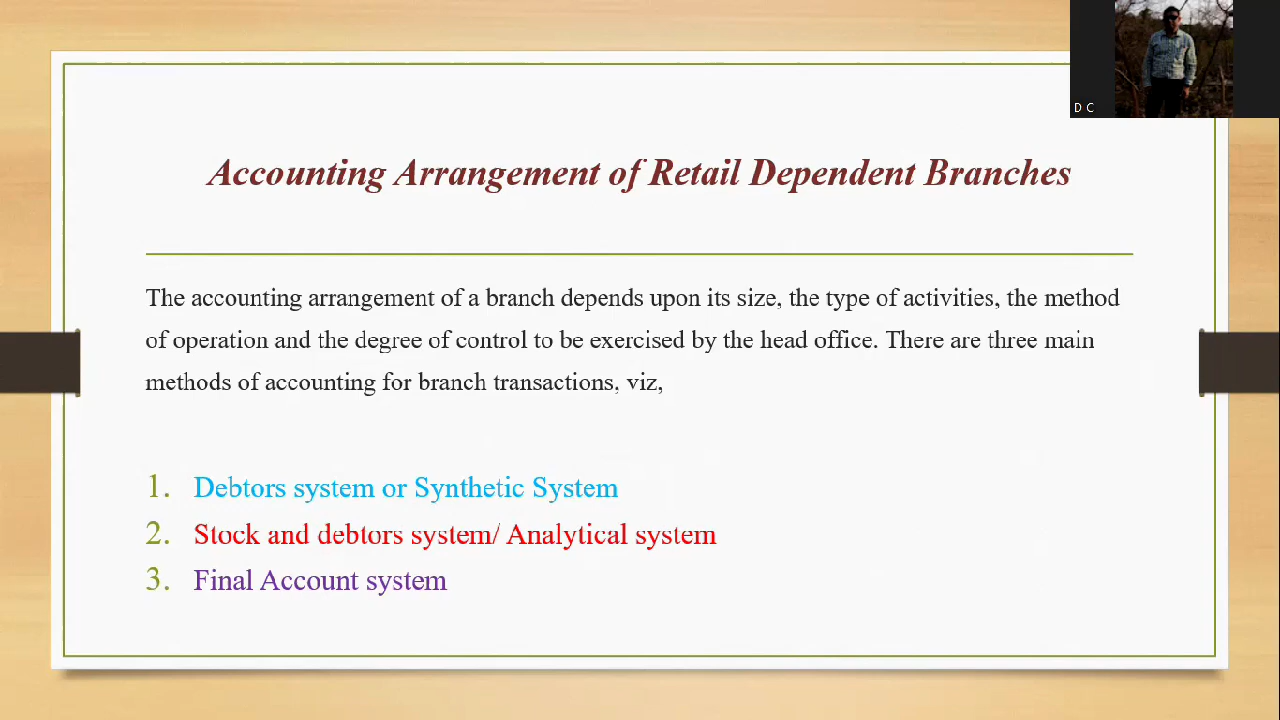 D C
Accounting Arrangement of Retail Dependent Branches
The accounting arrangement of a branch depends upon its size, the type of activities, the method
of operation and the degree of control to be exercised by the head office. There are three main
methods of accounting for branch transactions, viz,
1. Debtors system or Synthetic System
2. Stock and debtors system/ Analytical system
3. Final Account system